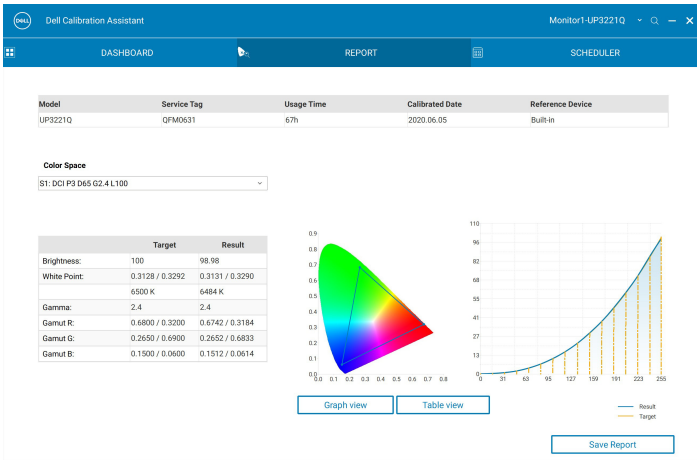 DELL Dell Calibration Assistant Monitor1-UP3221Q
DASHBOARD REPORT SCHEDULER
Model Service Tag Usage Time Calibrated Date Reference Device
UP3221Q QFM0631 67h 2020.06.05 Built-in
Color Space
S1: DCI P3 D65 G2.4 L100
Target Result
Brightness: 100 98.98
White Point: 0.3128 / 0.3292 0.3131 / 0.3290
6500 K 6484 K
Gamma: 2.4 2.4
Gamut R: 0.6800 / 0.3200 0.6742 / 0.3184
Gamut G: 0.2650 / 0.6900 0.2652 / 0.6833
Gamut B: 0.1500 / 0.0600 0.1512 / 0.0614
0.9
0.8
0.7
0.6
0.5
0.4
0.3
0.2
0.1
0.0
0.0 0.1 0.2 0.3 0.4 0.5 0.6 0.7 0.8
110
96
82
68
55
41
27
13
0
0 31 63 95 127 159 191 223 255
Graph view Table view
Result
Target
Save Report